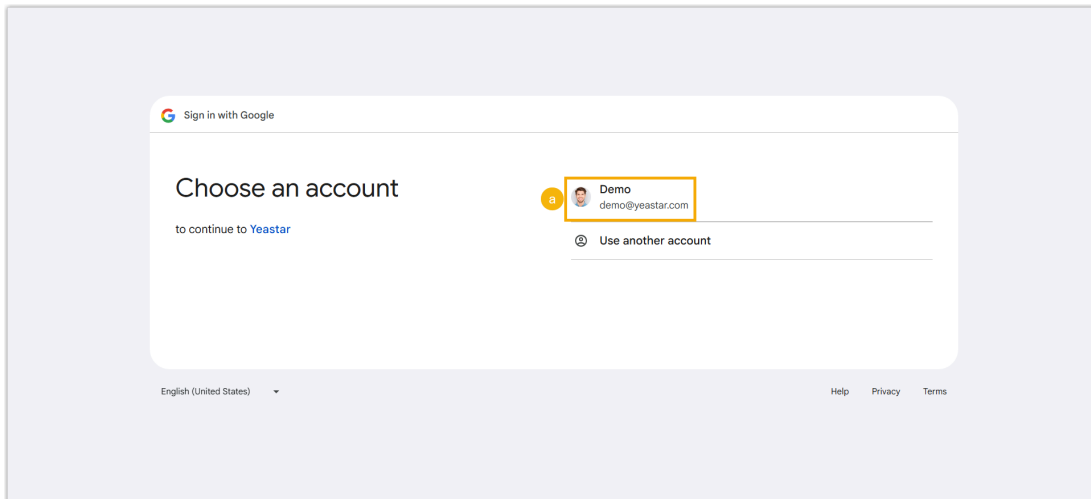 Sign in with Google
Choose an account
to continue to Yeastar
a
Demo
demo@yeastar.com
Use another account
English (United States)
Help Privacy Terms